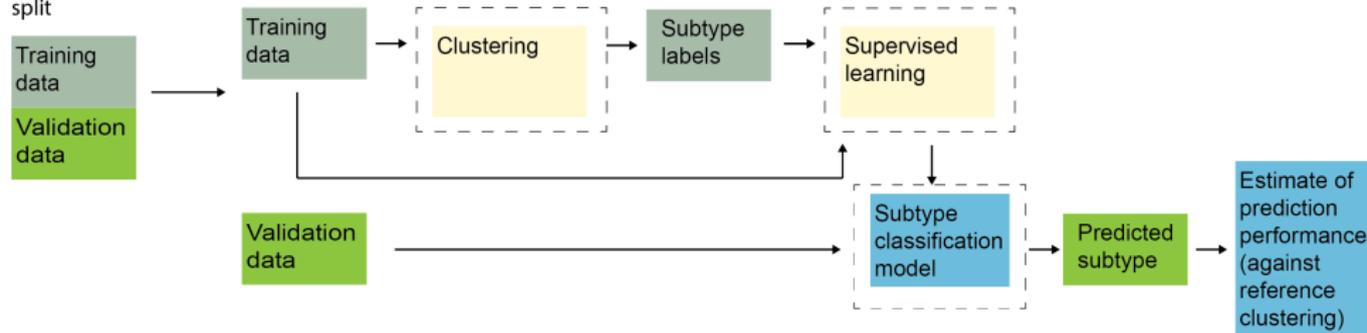 split
Training
data
Validation
data
Training
data
Clustering
Subtype
labels
Supervised
learning
Validation
data
Subtype
classification
model
Predicted
subtype
Estimate of
prediction
performance
(against
reference
clustering)